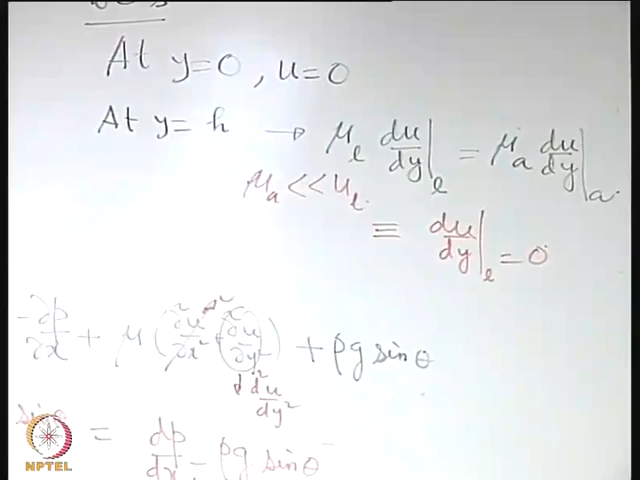 At y=0, u=0
At y=h → μ_l du/dy|_l = μ_a du/dy|_a.
μ_a << μ_l.
≡ du/dy|_l = 0
-∂p/∂x + μ(∂²u/∂x² + ∂²u/∂y²) + ρg sinθ
d²u/dy²
= dp/dx - ρg sinθ
NPTEL